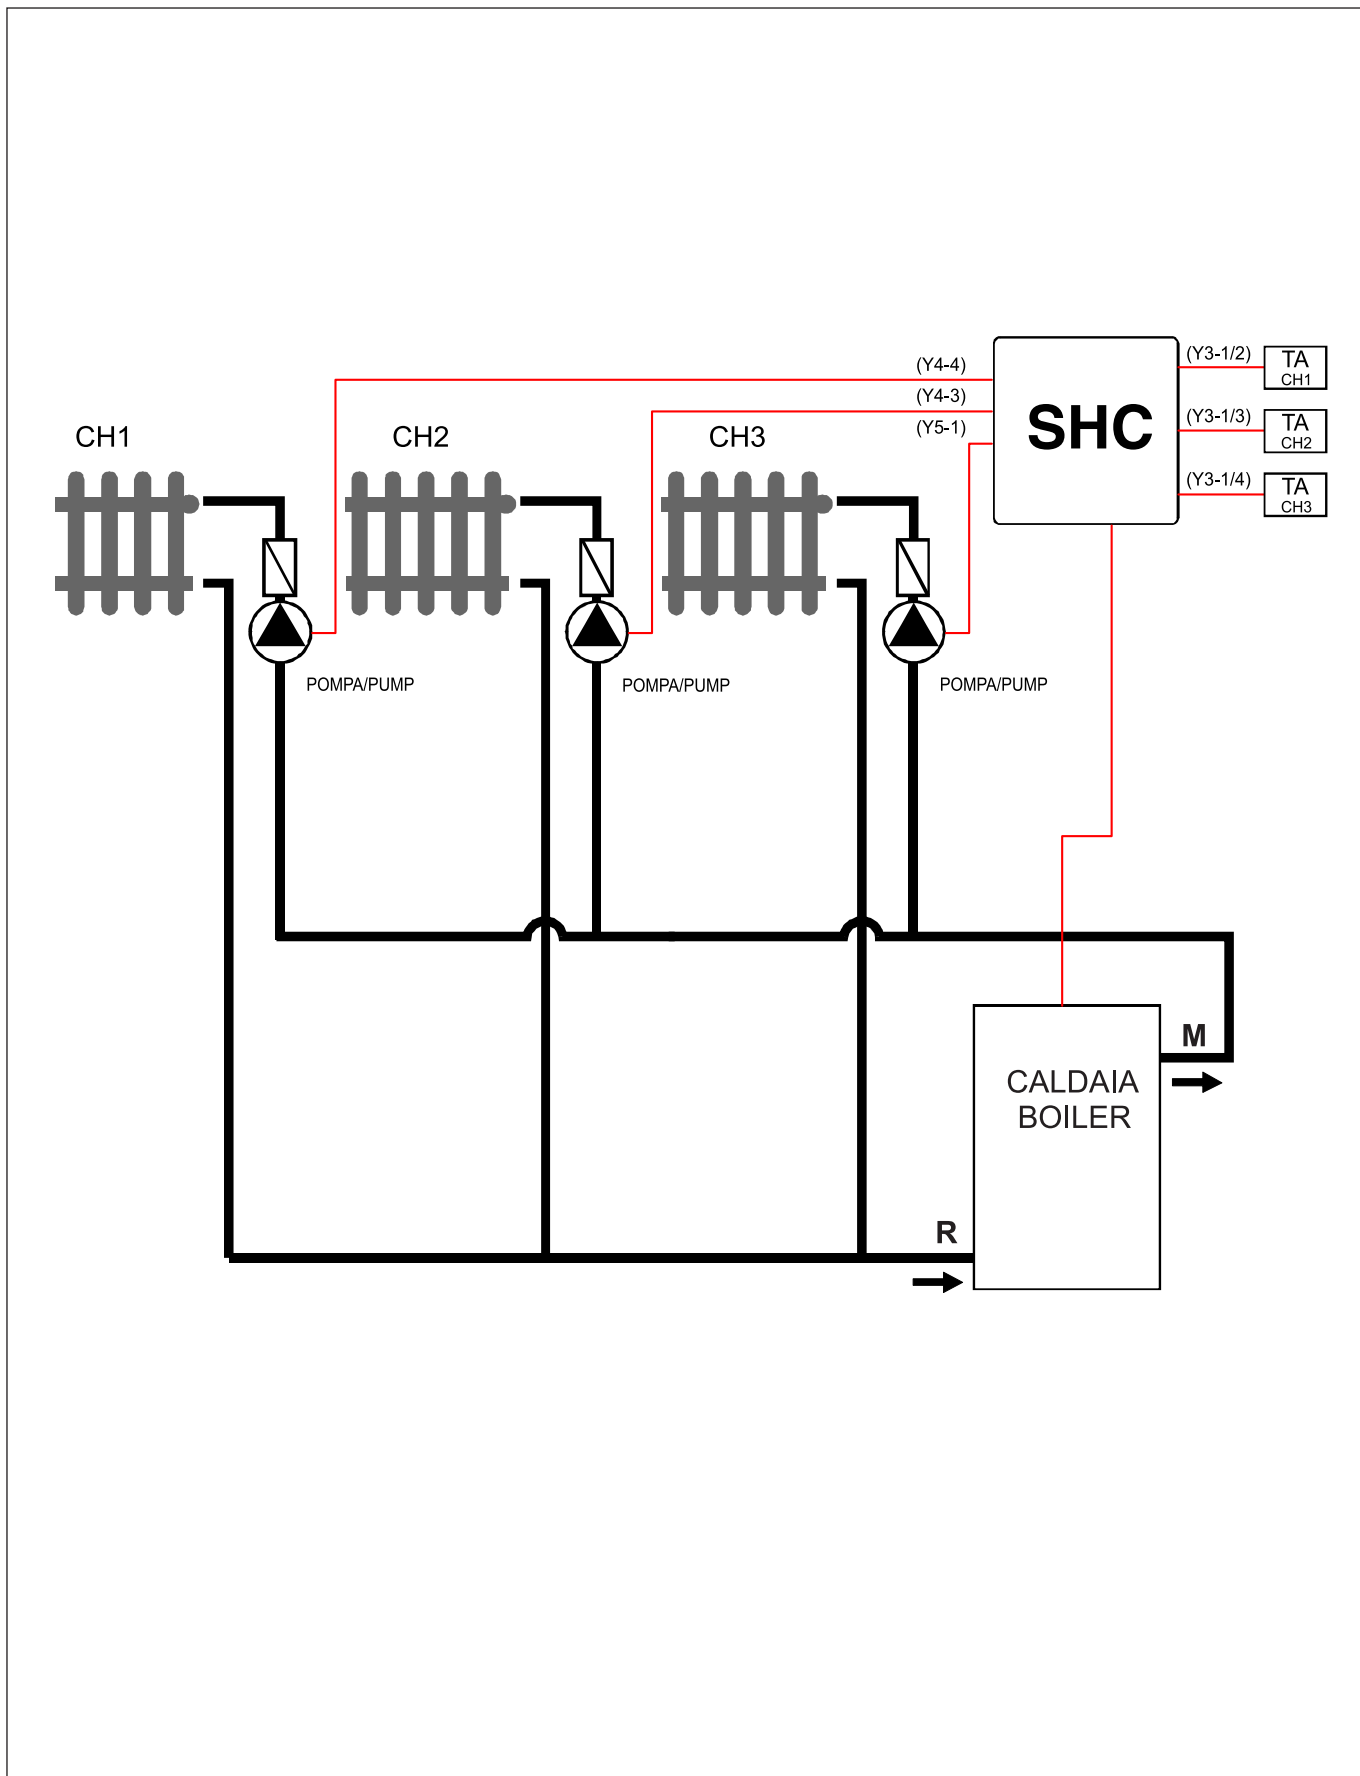 (Y4-4)
(Y4-3)
(Y5-1)
SHC
(Y3-1/2)
TA
CH1
(Y3-1/3)
TA
CH2
(Y3-1/4)
TA
CH3
CH1
CH2
CH3
POMPA/PUMP
POMPA/PUMP
POMPA/PUMP
M
CALDAIA
BOILER
R